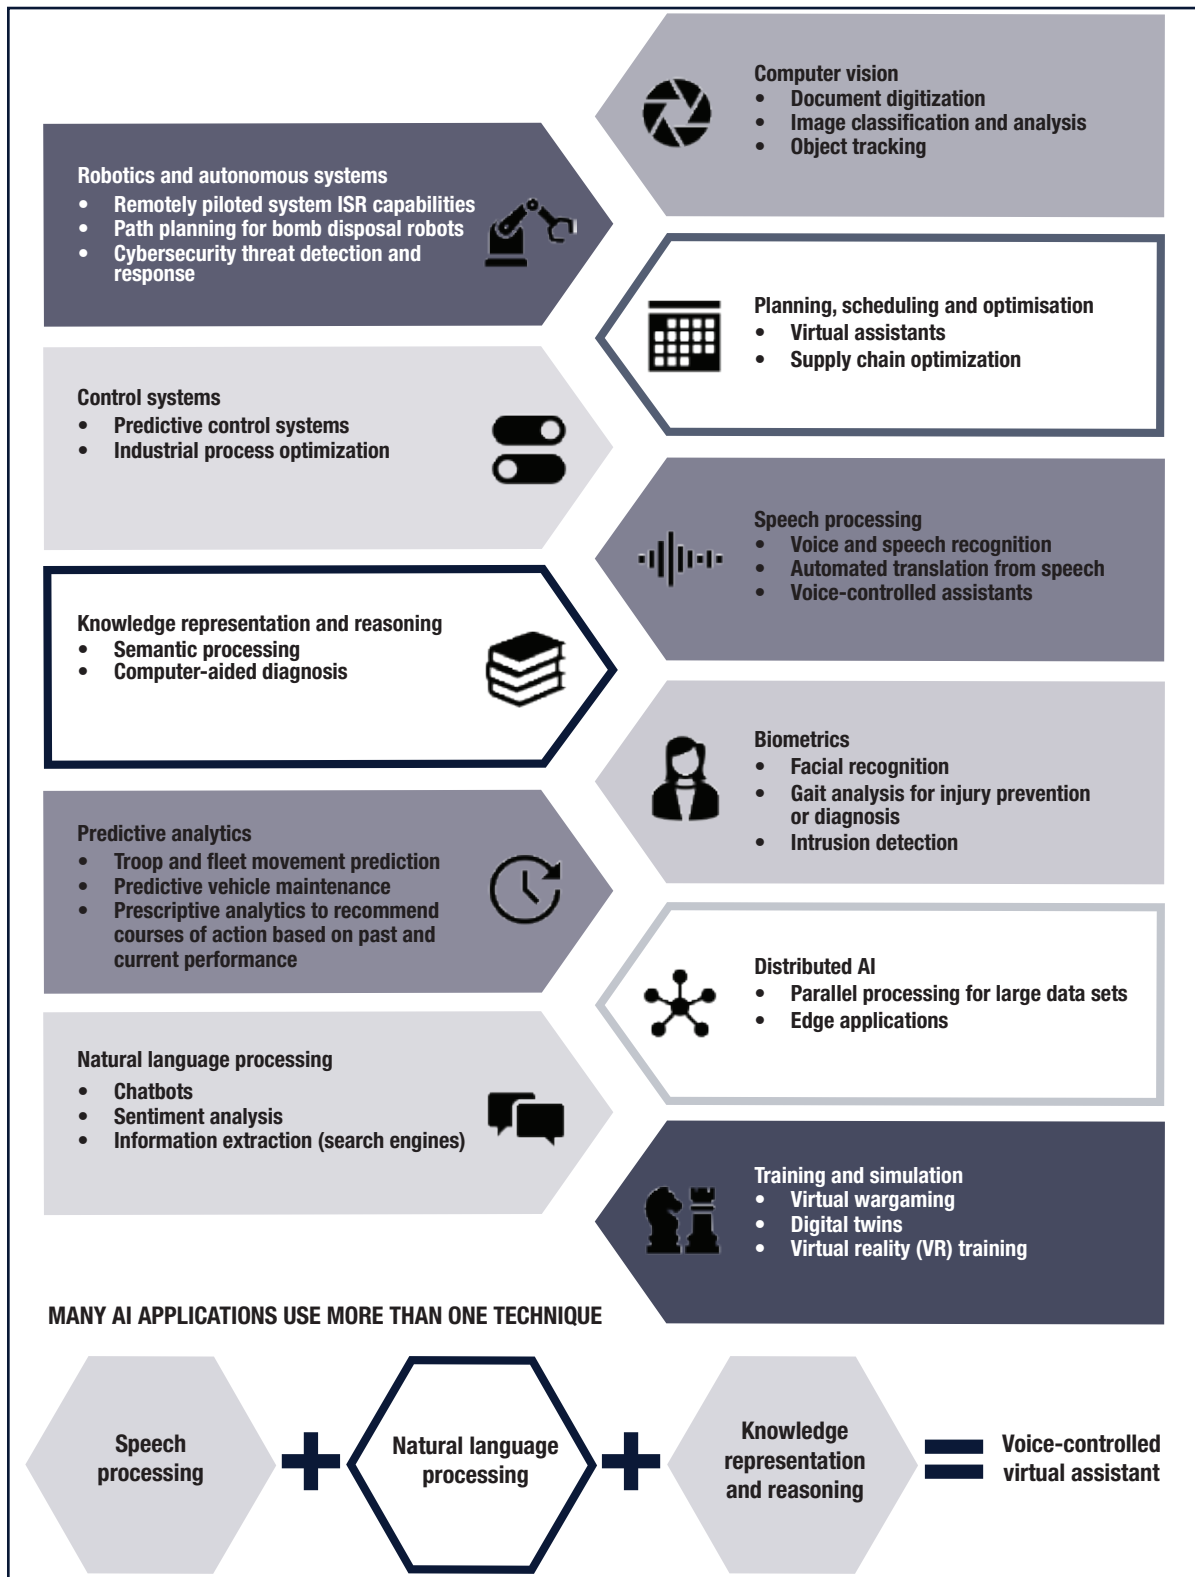 Computer vision
• Document digitization
• Image classification and analysis
• Object tracking
Robotics and autonomous systems
• Remotely piloted system ISR capabilities
• Path planning for bomb disposal robots
• Cybersecurity threat detection and
response
Planning, scheduling and optimisation
• Virtual assistants
• Supply chain optimization
Control systems
• Predictive control systems
• Industrial process optimization
Speech processing
• Voice and speech recognition
• Automated translation from speech
• Voice-controlled assistants
Knowledge representation and reasoning
• Semantic processing
• Computer-aided diagnosis
Biometrics
• Facial recognition
• Gait analysis for injury prevention
or diagnosis
• Intrusion detection
Predictive analytics
• Troop and fleet movement prediction
• Predictive vehicle maintenance
• Prescriptive analytics to recommend
courses of action based on past and
current performance
Distributed AI
• Parallel processing for large data sets
• Edge applications
Natural language processing
• Chatbots
• Sentiment analysis
• Information extraction (search engines)
Training and simulation
• Virtual wargaming
• Digital twins
• Virtual reality (VR) training
MANY AI APPLICATIONS USE MORE THAN ONE TECHNIQUE
Speech
processing
+
Natural language
processing
+
Knowledge
representation
and reasoning
=
Voice-controlled
virtual assistant